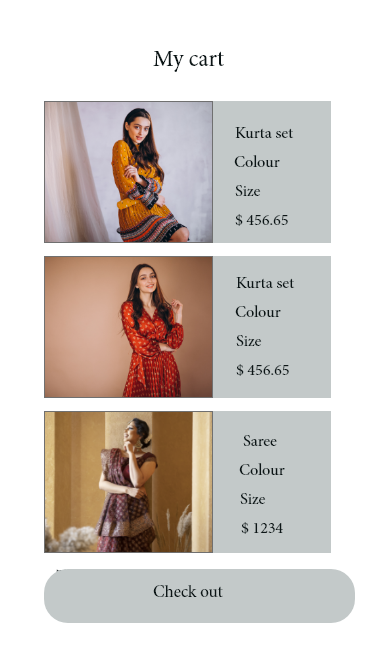 My cart
Kurta set
Colour
Size
$ 456.65
Kurta set
Colour
Size
$ 456.65
Saree
Colour
Size
$ 1234
Check out